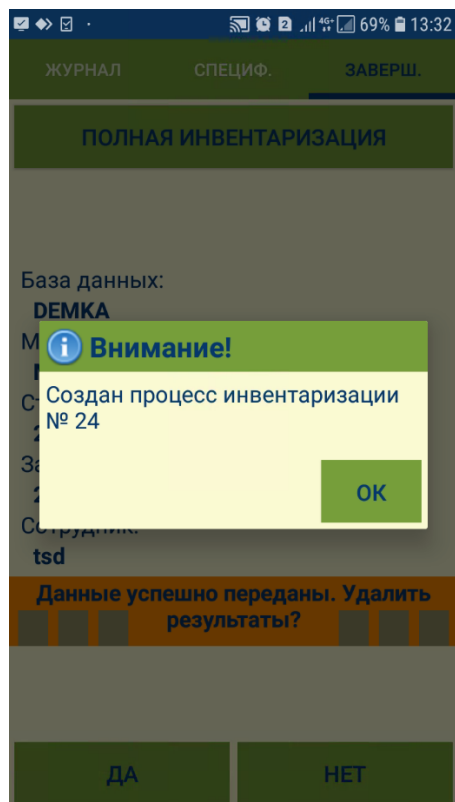 69% 13:32
ЖУРНАЛ СПЕЦИФ. ЗАВЕРШ.
ПОЛНАЯ ИНВЕНТАРИЗАЦИЯ
База данных:
DEMKA
Внимание!
Создан процесс инвентаризации
№ 24
ОК
Сотрудник:
tsd
Данные успешно переданы. Удалить
результаты?
ДА НЕТ